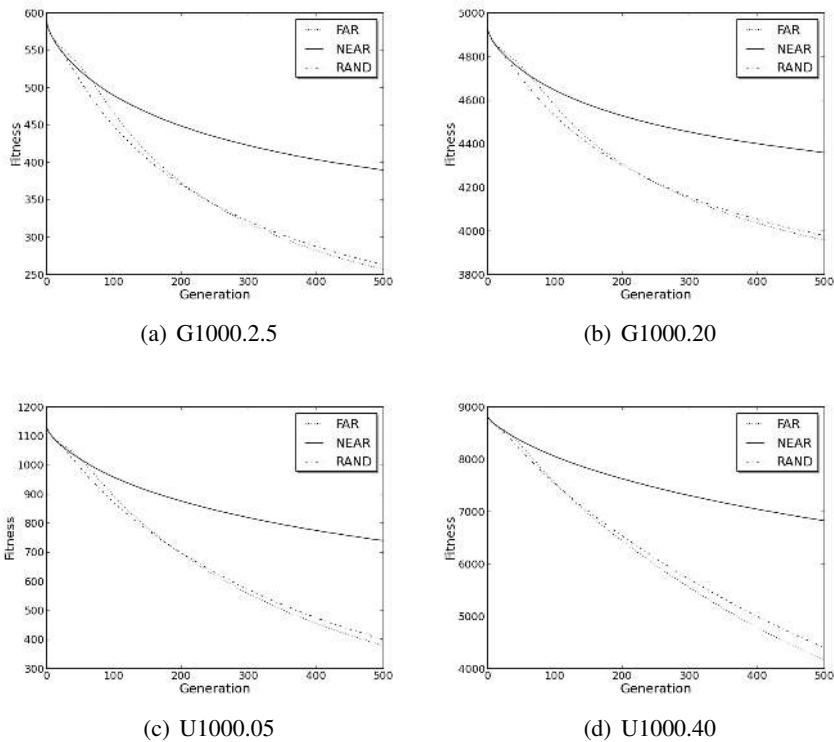 600
550
500
450
400
350
300
250
Fitness
0 100 200 300 400 500
Generation
FAR
NEAR
RAND
(a) G1000.2.5
5000
4800
4600
4400
4200
4000
3800
Fitness
0 100 200 300 400 500
Generation
FAR
NEAR
RAND
(b) G1000.20
1200
1100
1000
900
800
700
600
500
400
300
Fitness
0 100 200 300 400 500
Generation
FAR
NEAR
RAND
(c) U1000.05
9000
8000
7000
6000
5000
4000
Fitness
0 100 200 300 400 500
Generation
FAR
NEAR
RAND
(d) U1000.40